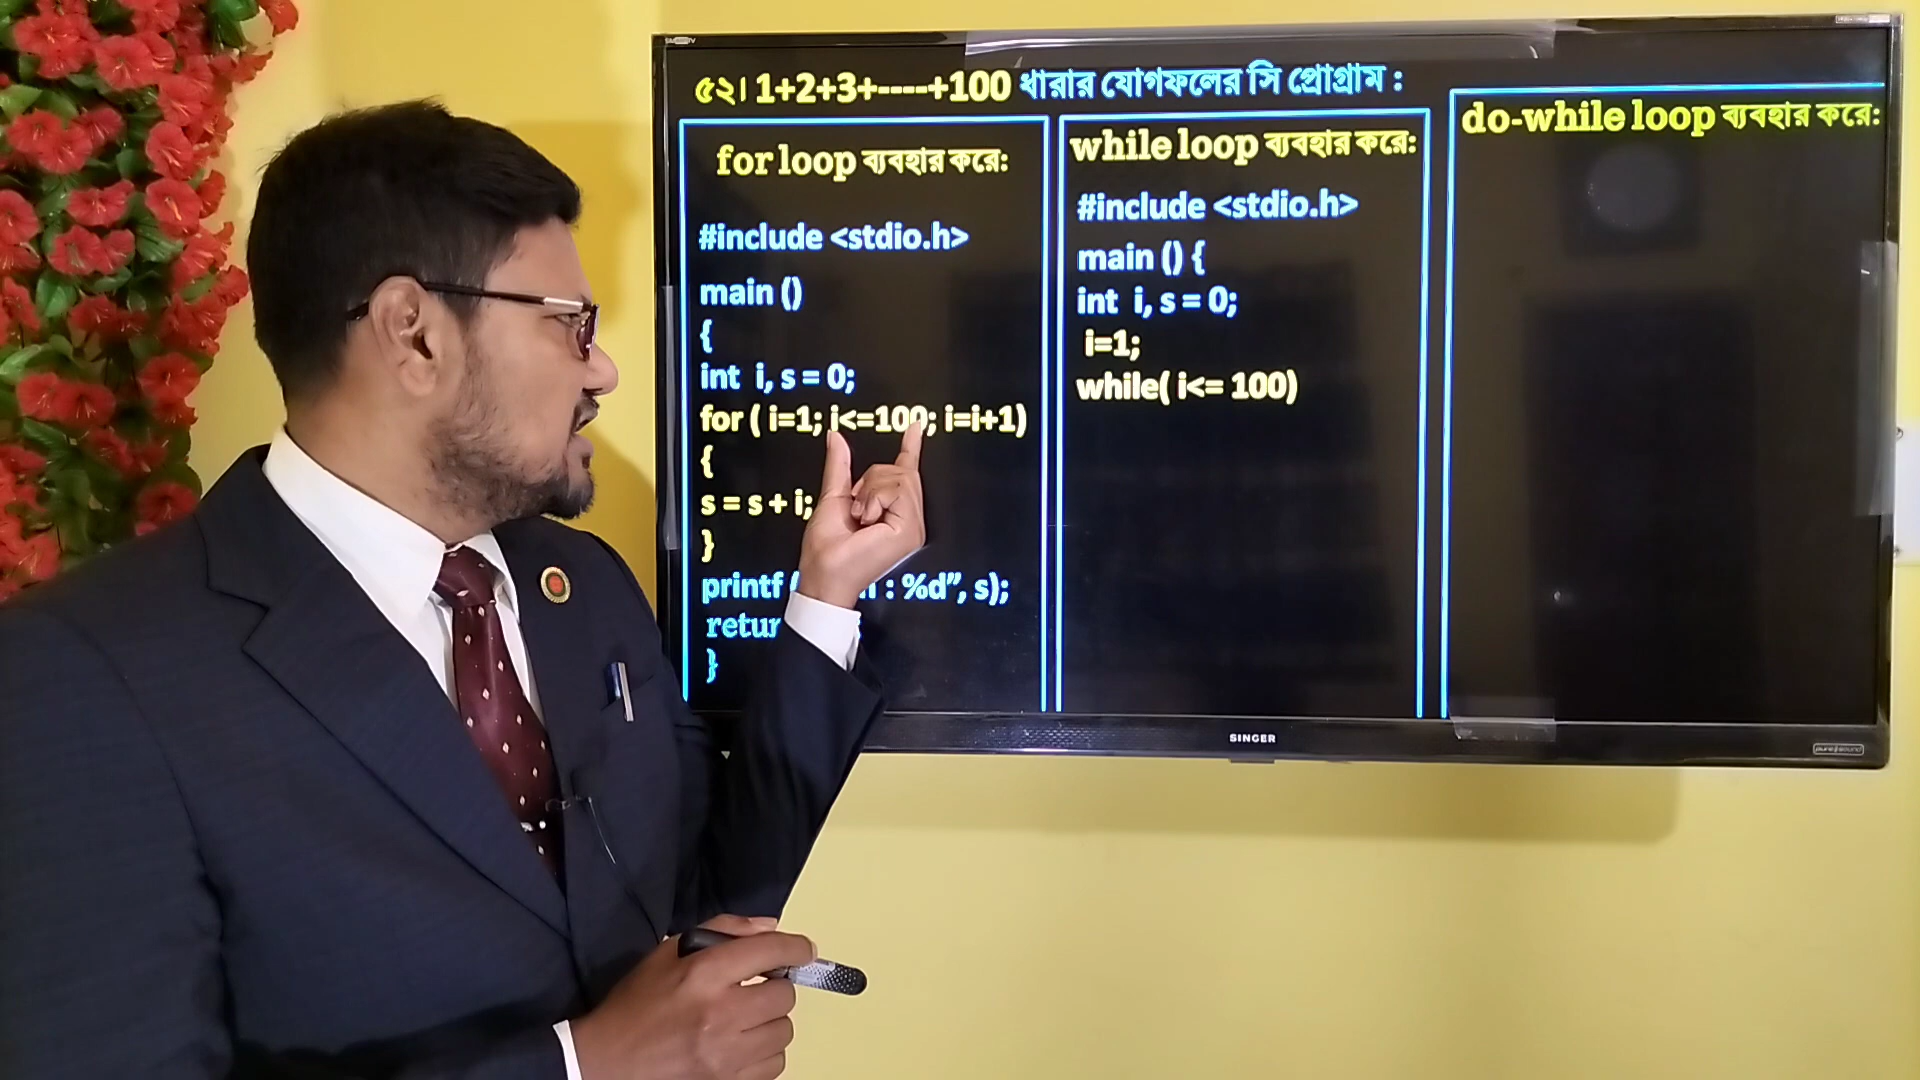 ৫২। 1+2+3+----+100 ধারার যোগফলের সি প্রোগ্রাম :
for loop ব্যবহার করে:
#include <stdio.h>
main ()
{
int i, s = 0;
for ( i=1; i<=100; i=i+1)
{
s = s + i;
}
printf : %d”, s);
}
while loop ব্যবহার করে:
#include <stdio.h>
main () {
int i, s = 0;
i=1;
while( i<= 100)
do-while loop ব্যবহার করে:
SINGER